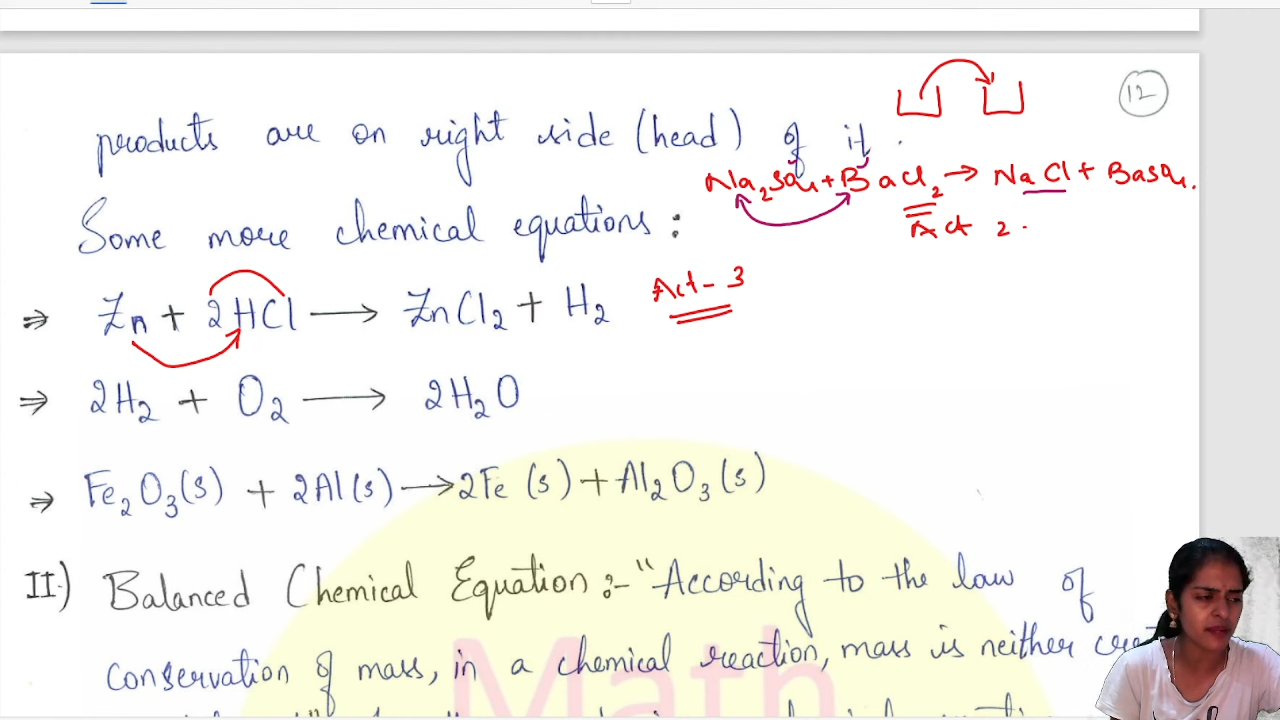 12
products are on right side (head) of it.
Na₂SO₄ + BaCl₂ → NaCl + BaSO₄.
Act 2.
Some more chemical equations :
Act - 3
⇒ Zn + 2HCl ⟶ ZnCl₂ + H₂
⇒ 2H₂ + O₂ ⟶ 2H₂O
⇒ Fe₂O₃(s) + 2Al(s) ⟶ 2Fe (s) + Al₂O₃(s)
II) Balanced Chemical Equation :- "According to the law of
conservation of mass, in a chemical reaction, mass is neither
Math